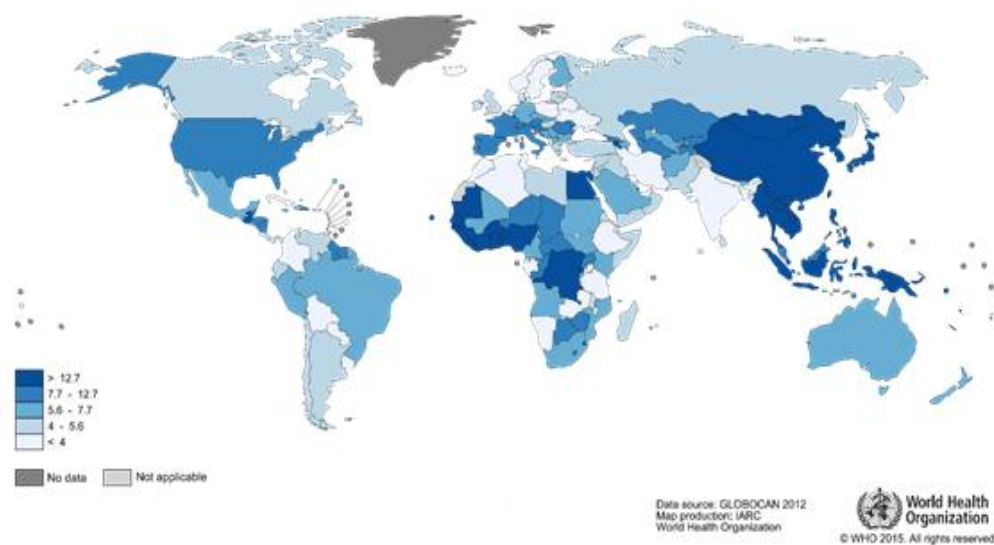 > 12.7
7.7 - 12.7
5.6 - 7.7
4 - 5.6
< 4
No data
Not applicable
Data source: GLOBOCAN 2012
Map production: IARC
World Health Organization
World Health
Organization
© WHO 2015. All rights reserved